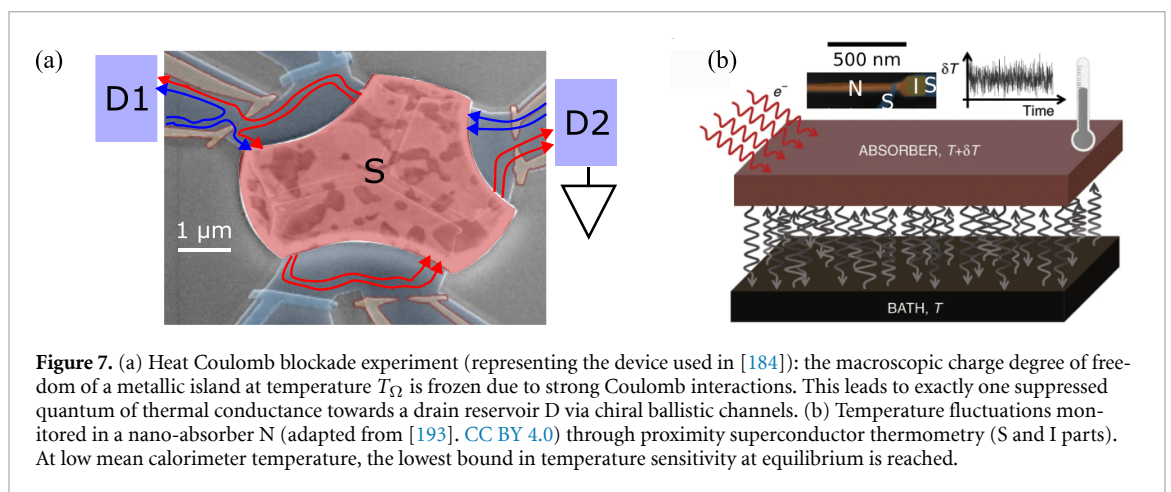 (a)
D1
S
D2
1 µm
(b)
500 nm
N
S
I
S
δT
Time
e⁻
ABSORBER, T+δT
BATH, T
Figure 7. (a) Heat Coulomb blockade experiment (representing the device used in [184]): the macroscopic charge degree of free-
dom of a metallic island at temperature TΩ is frozen due to strong Coulomb interactions. This leads to exactly one suppressed
quantum of thermal conductance towards a drain reservoir D via chiral ballistic channels. (b) Temperature fluctuations mon-
itored in a nano-absorber N (adapted from [193]. CC BY 4.0) through proximity superconductor thermometry (S and I parts).
At low mean calorimeter temperature, the lowest bound in temperature sensitivity at equilibrium is reached.